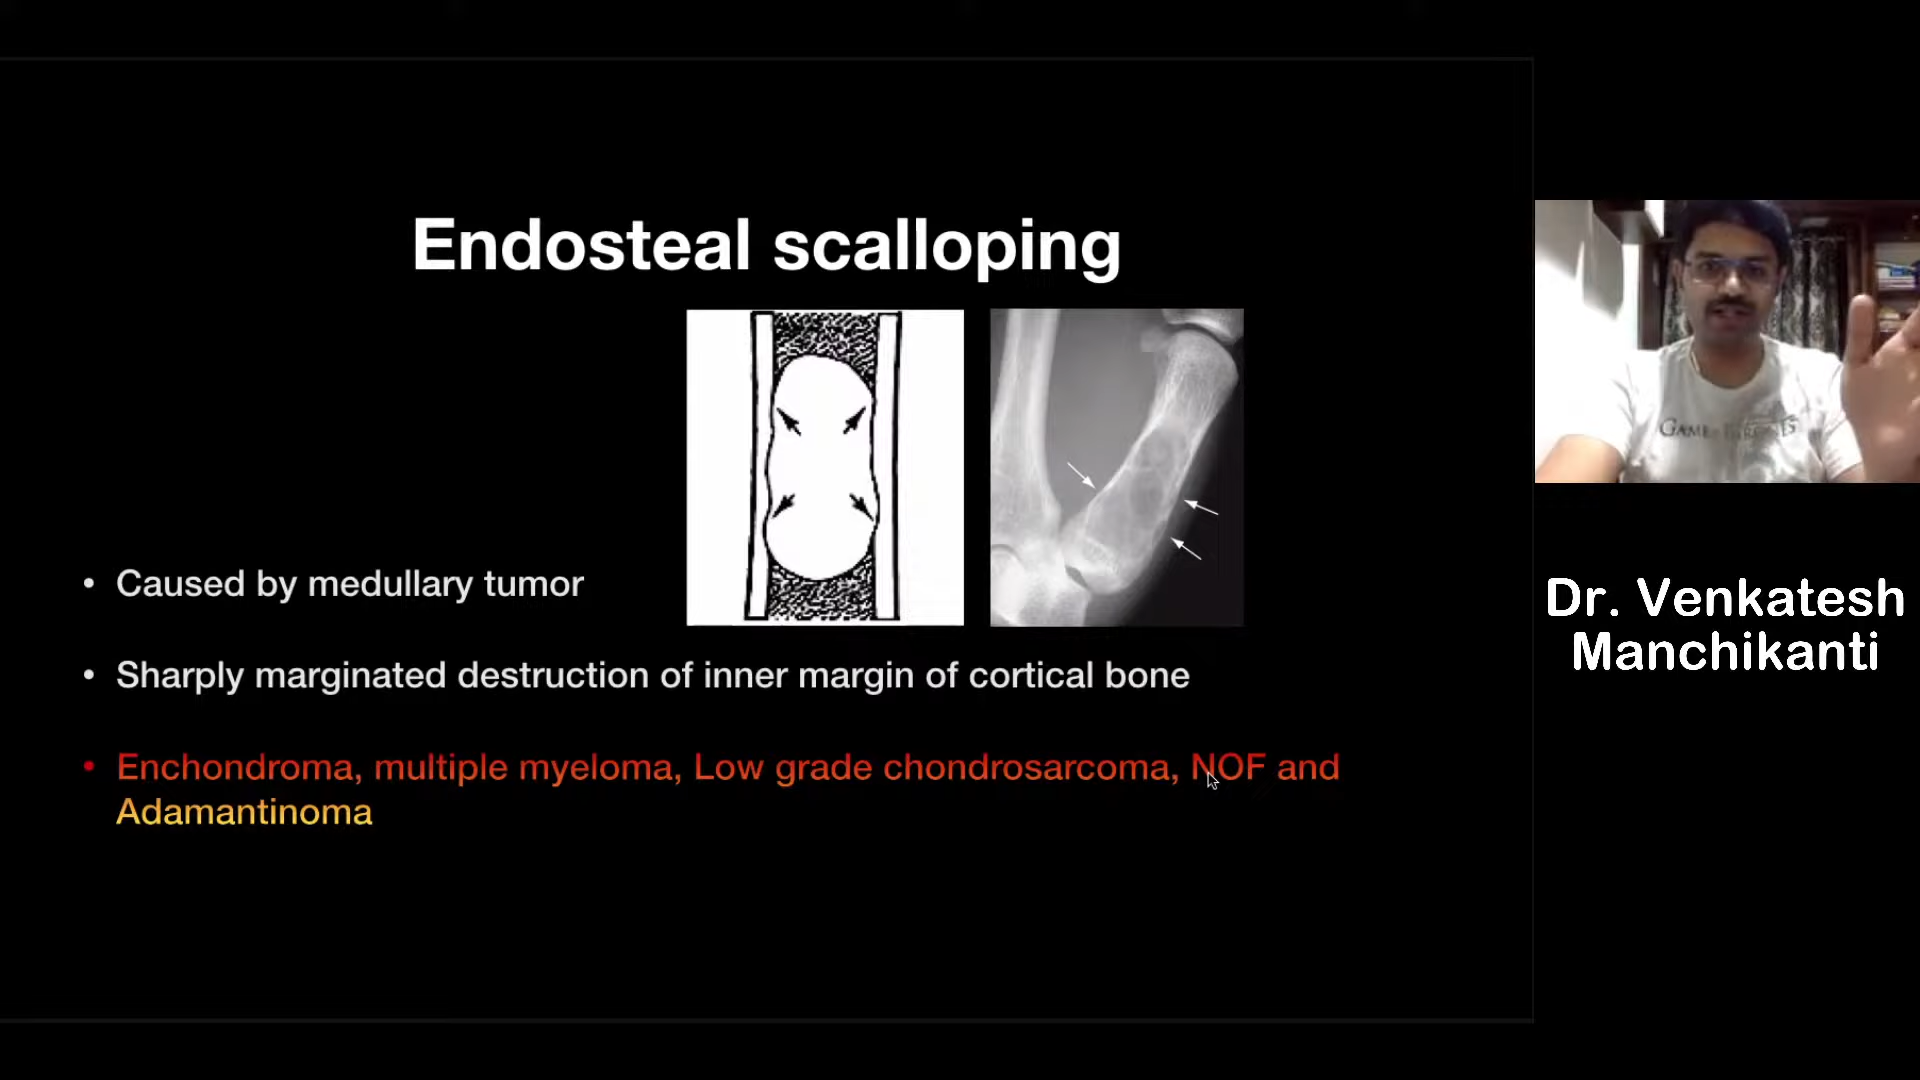 Endosteal scalloping
• Caused by medullary tumor
• Sharply marginated destruction of inner margin of cortical bone
• Enchondroma, multiple myeloma, Low grade chondrosarcoma, NOF and
Adamantinoma
GAME
Dr. Venkatesh
Manchikanti